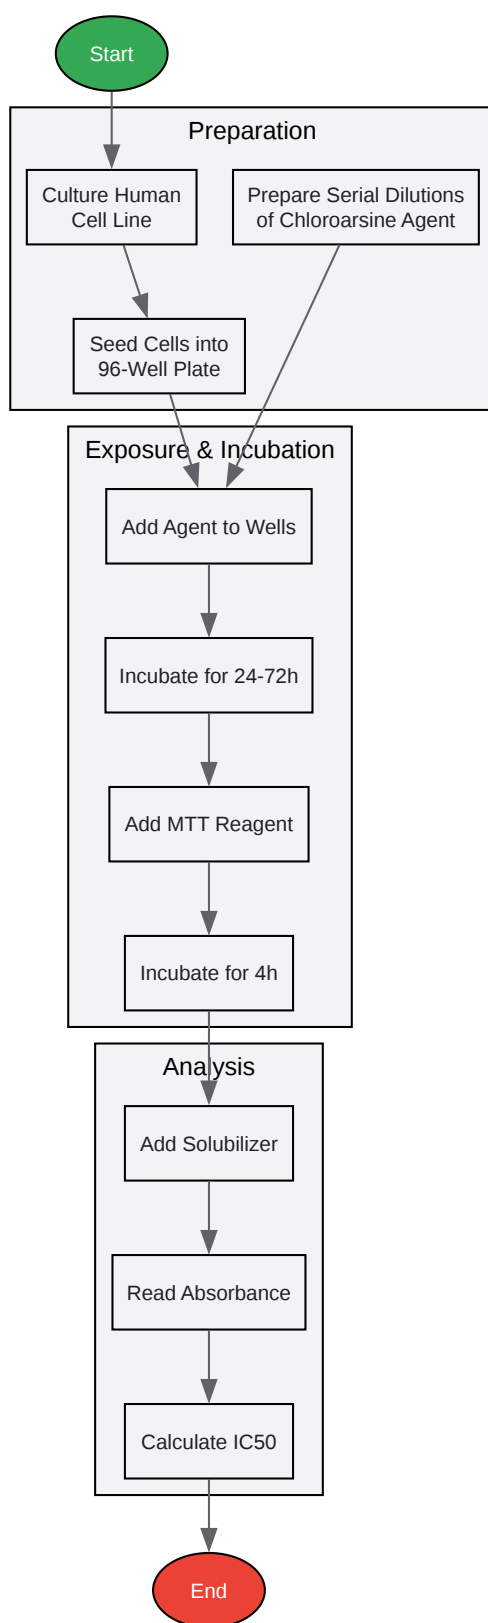 Start
Preparation
Culture Human
Cell Line
Prepare Serial Dilutions
of Chloroarsine Agent
Seed Cells into
96-Well Plate
Exposure & Incubation
Add Agent to Wells
Incubate for 24-72h
Add MTT Reagent
Incubate for 4h
Analysis
Add Solubilizer
Read Absorbance
Calculate IC50
End